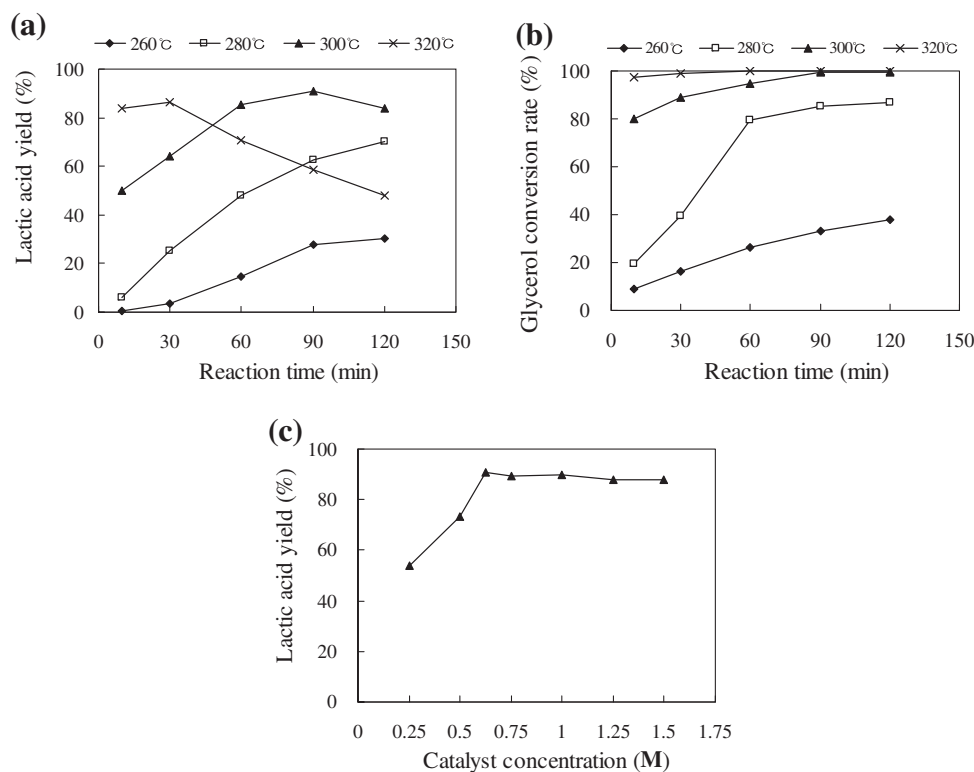 (a)
260℃ 280℃ 300℃ 320℃
Lactic acid yield (%)
100
80
60
40
20
0
0 30 60 90 120 150
Reaction time (min)
(b)
260℃ 280℃ 300℃ 320℃
Glycerol conversion rate (%)
100
80
60
40
20
0
0 30 60 90 120 150
Reaction time (min)
(c)
Lactic acid yield (%)
100
80
60
40
20
0
0 0.25 0.5 0.75 1 1.25 1.5 1.75
Catalyst concentration (M)